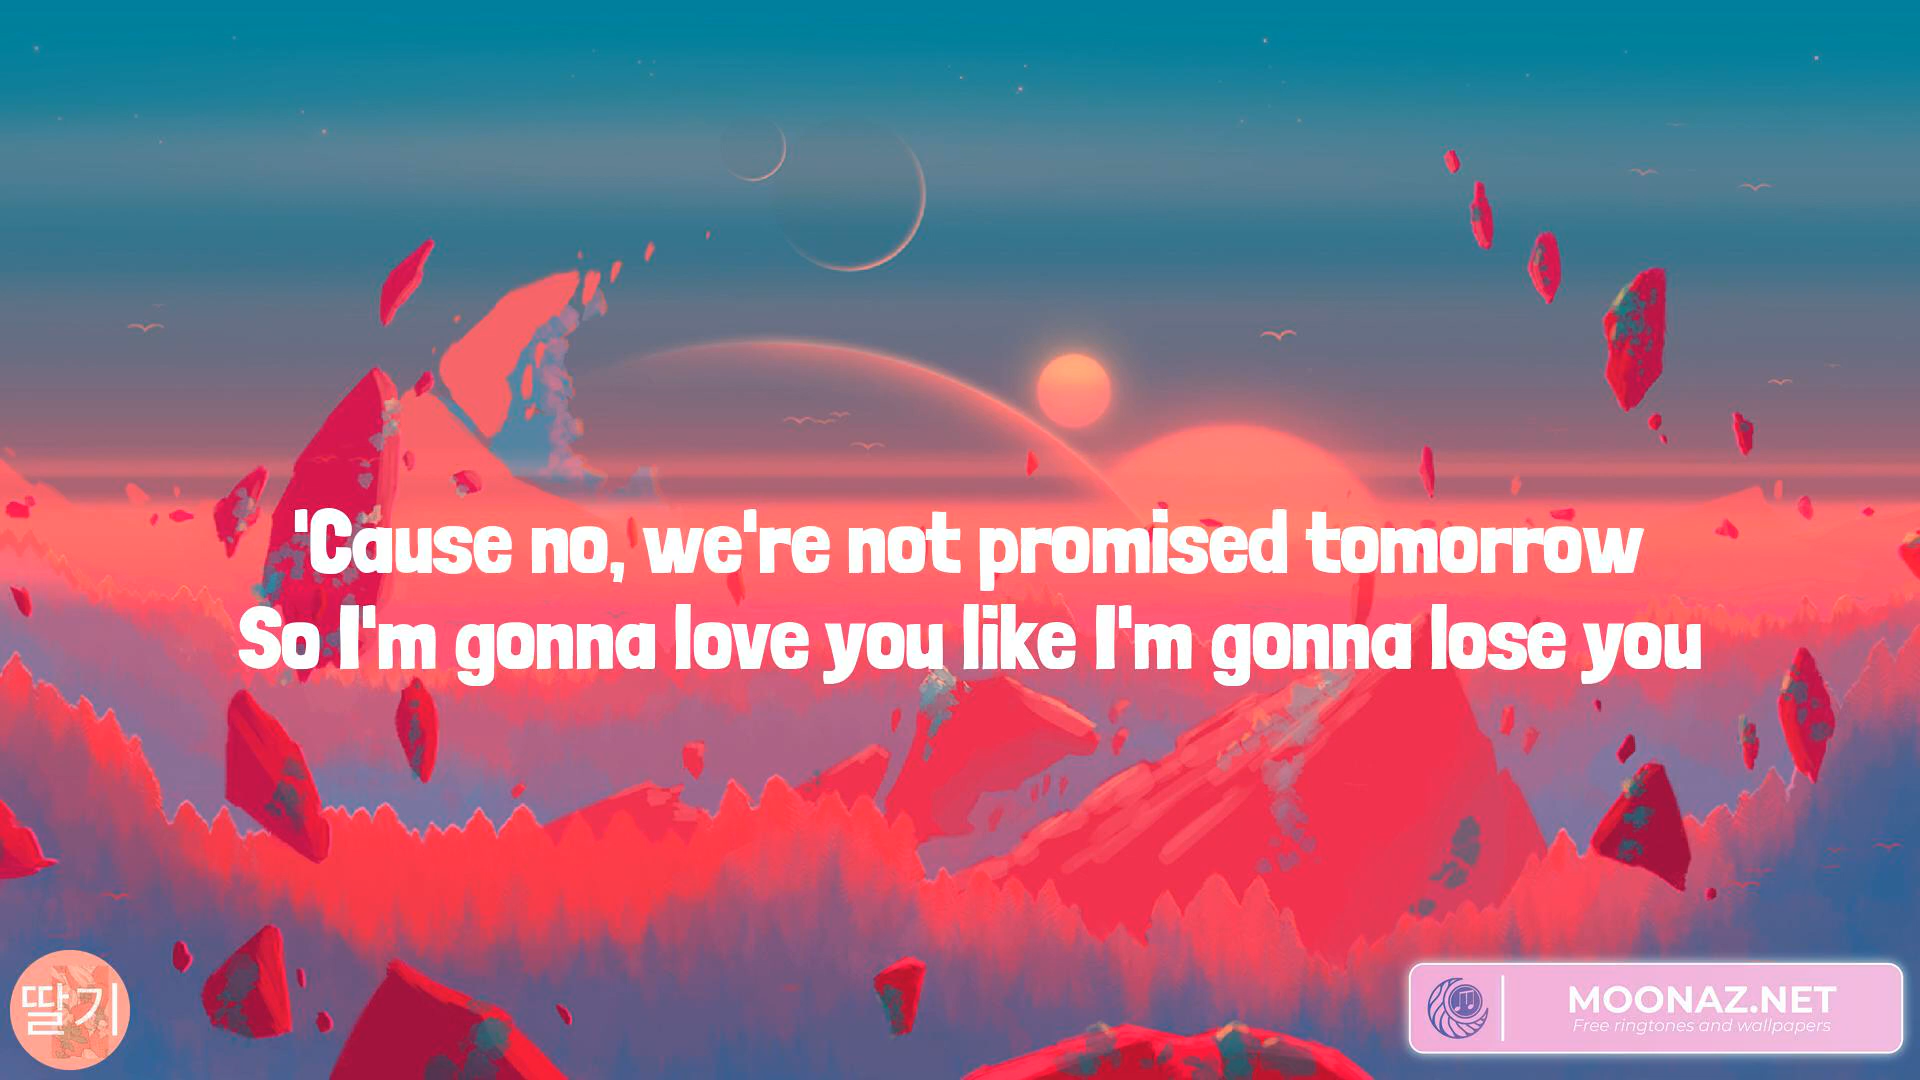 'Cause no, we're not promised tomorrow
So I'm gonna love you like I'm gonna lose you
딸기
MOONAZ.NET
Free ringtones and wallpapers